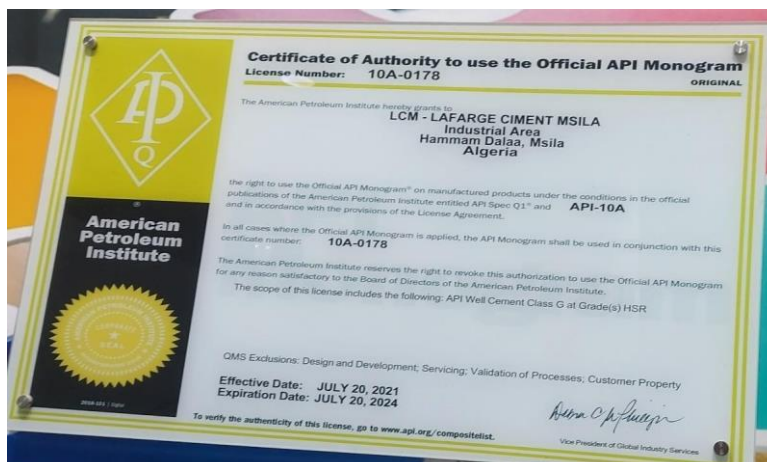 Certificate of Authority to use the Official API Monogram
License Number: 10A-0178
ORIGINAL
The American Petroleum Institute hereby grants to
LCM - LAFARGE CIMENT MSILA
Industrial Area
Hammam Dalaa, Msila
Algeria
the right to use the Official API Monogram® on manufactured products under the conditions in the official
publications of the American Petroleum Institute entitled API Spec Q1® and API-10A
and in accordance with the provisions of the License Agreement.
In all cases where the Official API Monogram is applied, the API Monogram shall be used in conjunction with this
certificate number: 10A-0178
The American Petroleum Institute reserves the right to revoke this authorization to use the Official API Monogram
for any reason satisfactory to the Board of Directors of the American Petroleum Institute.
The scope of this license includes the following: API Well Cement Class G at Grade(s) HSR
QMS Exclusions: Design and Development; Servicing; Validation of Processes; Customer Property
Effective Date: JULY 20, 2021
Expiration Date: JULY 20, 2024
To verify the authenticity of this license, go to www.api.org/compositelist.
Vice President of Global Industry Services
API
Q
American
Petroleum
Institute
AMERICAN PETROLEUM INSTITUTE
CORPORATE
SEAL